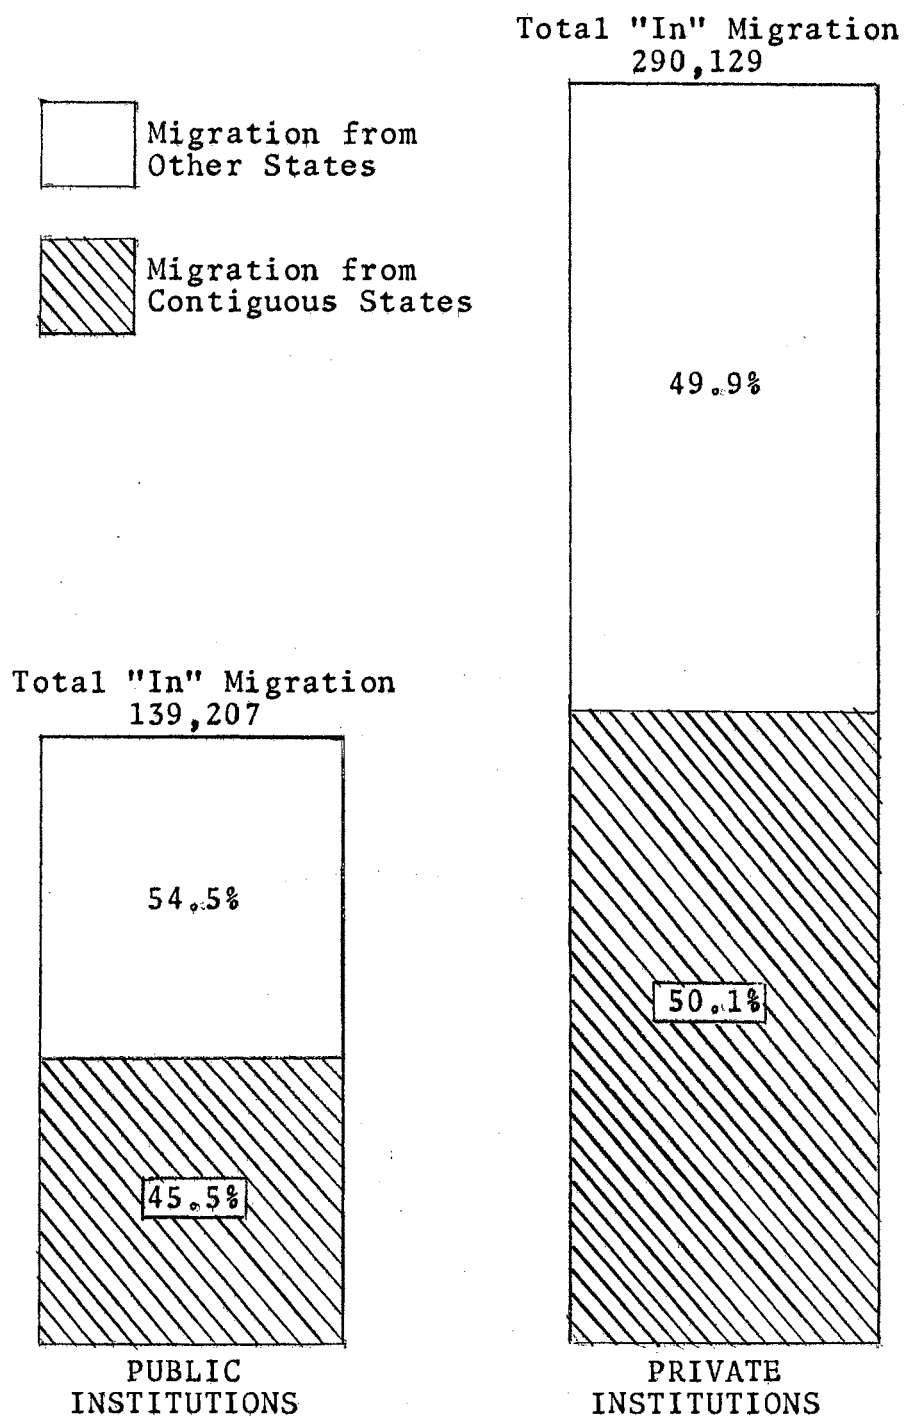 Total "In" Migration
290,129
Migration from
Other States
Migration from
Contiguous States
49.9%
Total "In" Migration
139,207
54.5%
50.1%
45.5%
PUBLIC
INSTITUTIONS
PRIVATE
INSTITUTIONS